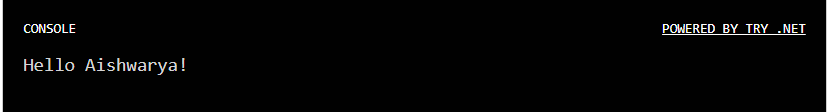 CONSOLE POWERED BY TRY .NET
Hello Aishwarya!